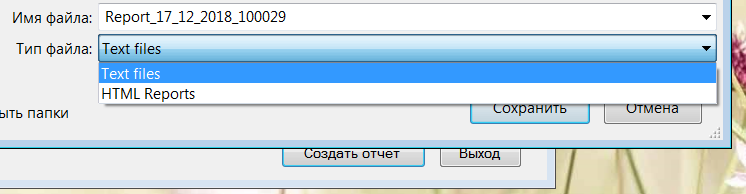 Имя файла: Report_17_12_2018_100029
Тип файла: Text files
Text files
HTML Reports
ыть папки Сохранить Отмена
Создать отчет Выход